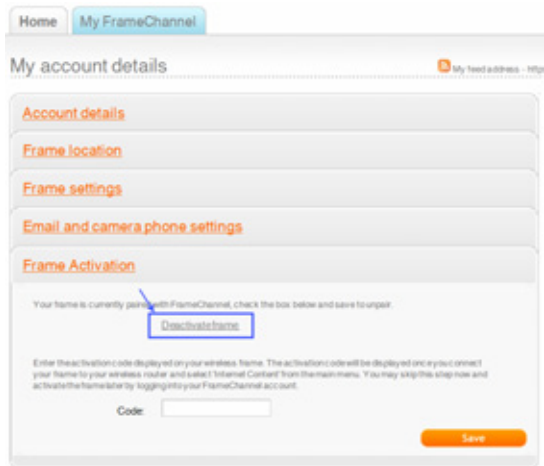 Home
My FrameChannel
My account details
My feed address - http
Account details
Frame location
Frame settings
Email and camera phone settings
Frame Activation
Your frame is currently paired with FrameChannel, check the box below and save to unpair.
Deactivate frame
Enter the activation code displayed on your wireless frame. The activation code will be displayed once you connect
your frame to your wireless router and select 'Internet Content' from the main menu. You may skip this step now and
activate the frame later by logging into your FrameChannel account.
Code:
Save